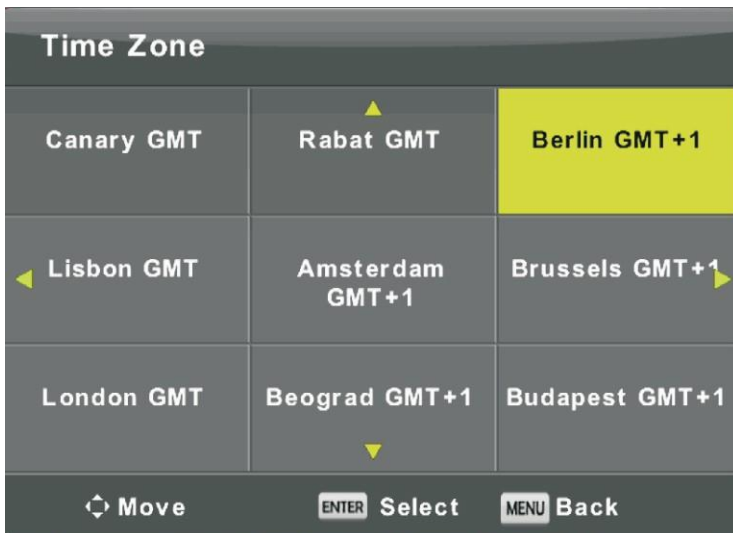 Time Zone
Canary GMT
Rabat GMT
Berlin GMT+1
Lisbon GMT
Amsterdam
GMT+1
Brussels GMT+1
London GMT
Beograd GMT+1
Budapest GMT+1
Move
ENTER Select
MENU Back